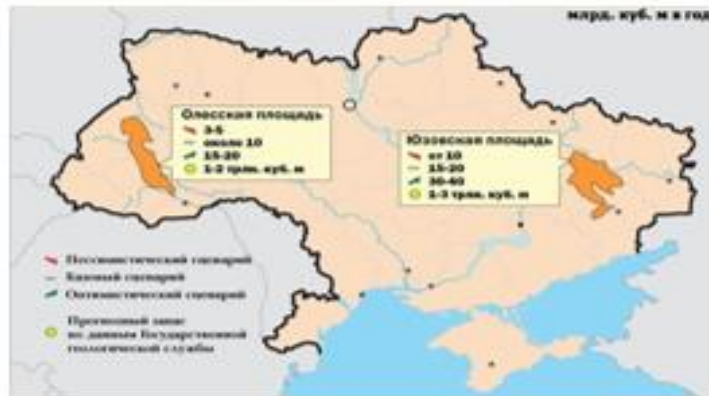 млрд. куб. м в год
Олесская площадь
3-5
около 10
15-20
1-2 трлн. куб. м
Юзовская площадь
от 10
15-20
30-40
1-3 трлн. куб. м
Пессимистический сценарий
Базовый сценарий
Оптимистический сценарий
Прогнозный запас
по данным Государственной
геологической службы